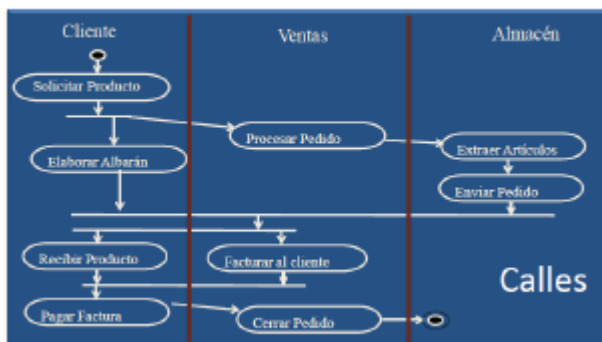 Cliente
Ventas
Almacén
Solicitar Producto
Procesar Pedido
Elaborar Albarán
Extraer Artículos
Enviar Pedido
Recibir Producto
Facturar al cliente
Calles
Pagar Factura
Cerrar Pedido